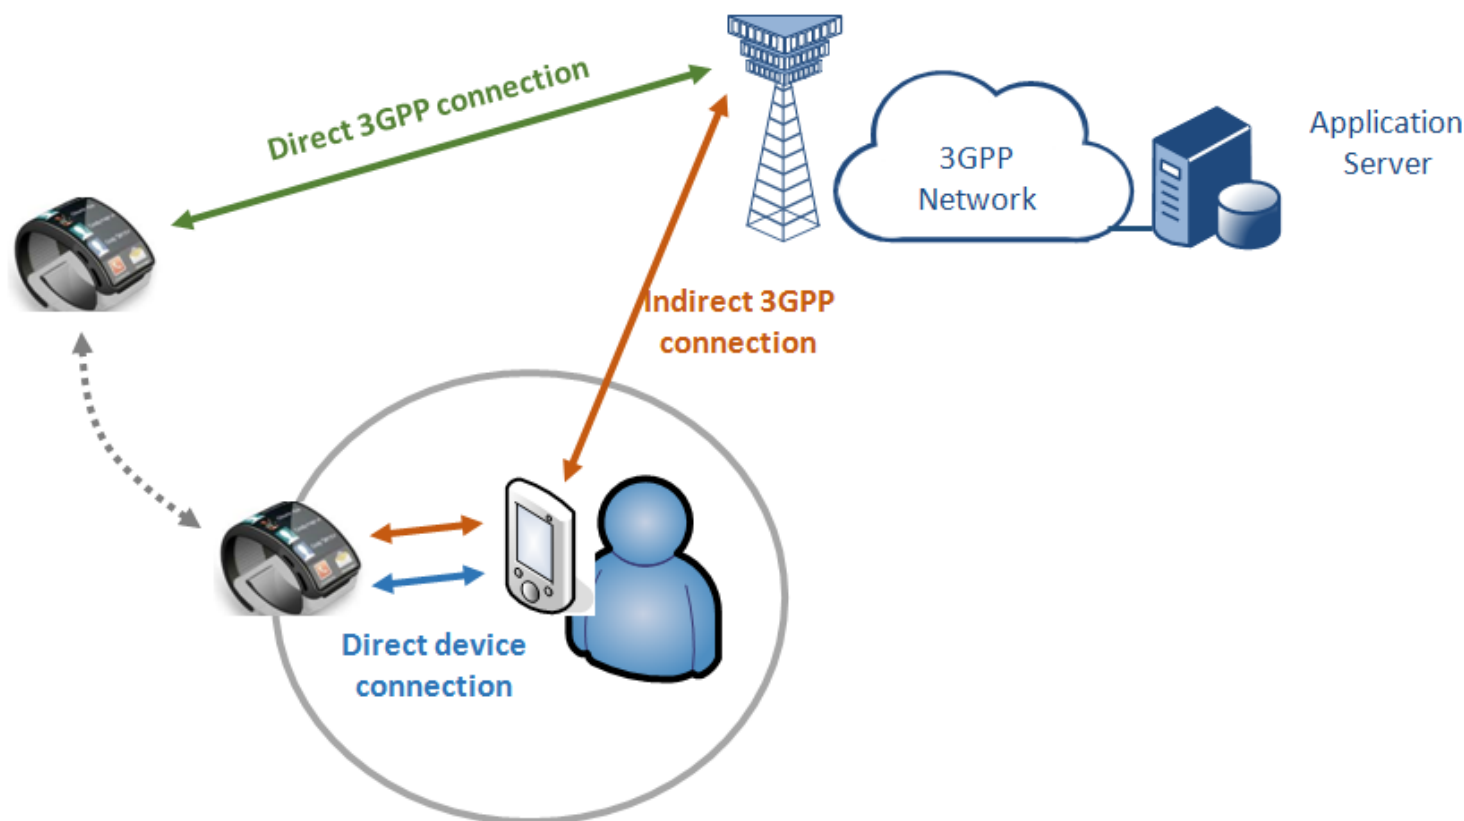 Direct 3GPP connection
3GPP
Network
Application
Server
Indirect 3GPP
connection
Direct device
connection